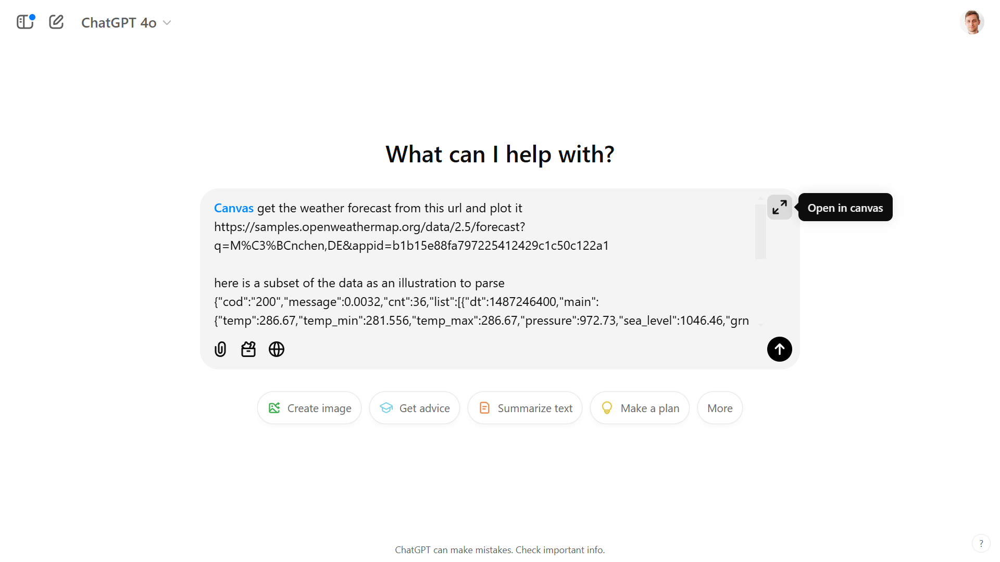 ChatGPT 4o
What can I help with?
Canvas get the weather forecast from this url and plot it
https://samples.openweathermap.org/data/2.5/forecast?
q=M%C3%BCnchen,DE&appid=b1b15e88fa797225412429c1c50c122a1
here is a subset of the data as an illustration to parse
{"cod":"200","message":0.0032,"cnt":36,"list":[{"dt":1487246400,"main":
{"temp":286.67,"temp_min":281.556,"temp_max":286.67,"pressure":972.73,"sea_level":1046.46,"grn
Open in canvas
Create image
Get advice
Summarize text
Make a plan
More
ChatGPT can make mistakes. Check important info.
?